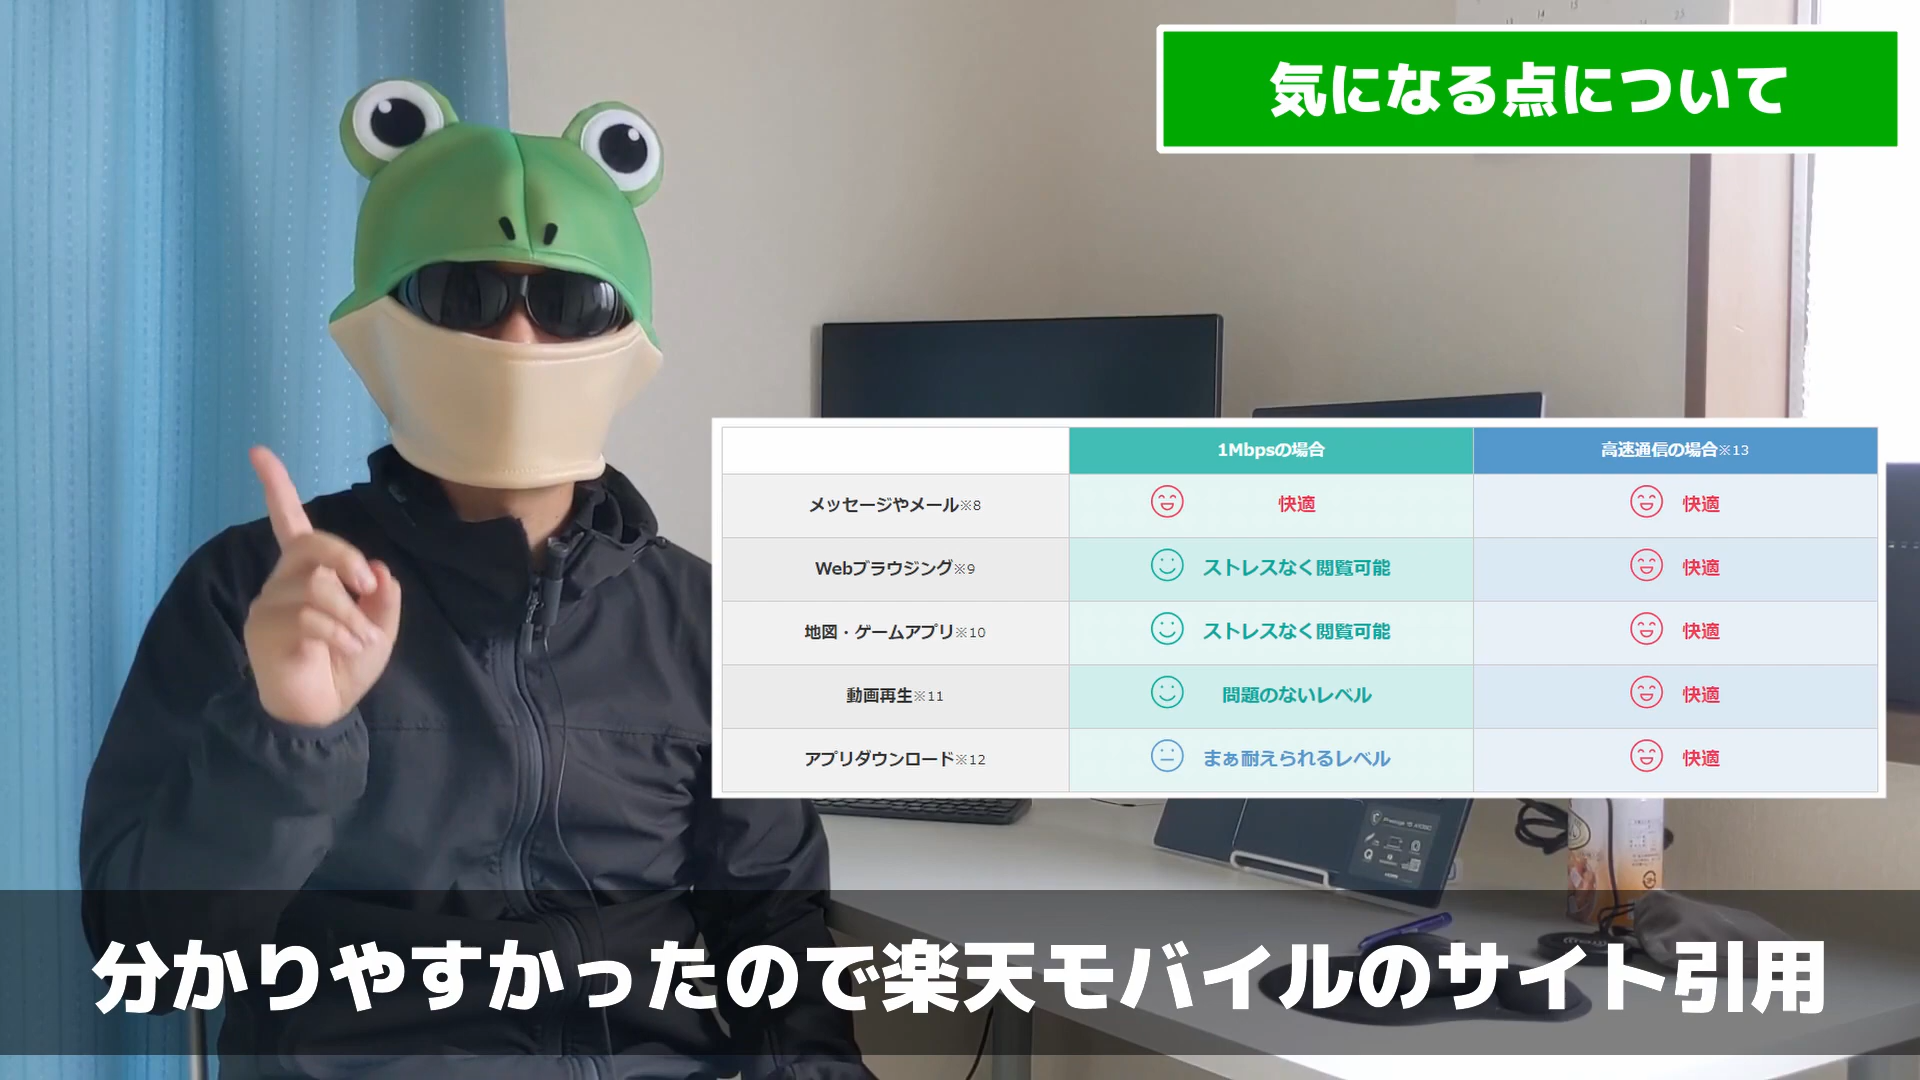 気になる点について
1Mbpsの場合 高速通信の場合※13
メッセージやメール※8 快適 快適
Webブラウジング※9 ストレスなく閲覧可能 快適
地図・ゲームアプリ※10 ストレスなく閲覧可能 快適
動画再生※11 問題のないレベル 快適
アプリダウンロード※12 まぁ耐えられるレベル 快適
分かりやすかったので楽天モバイルのサイト引用